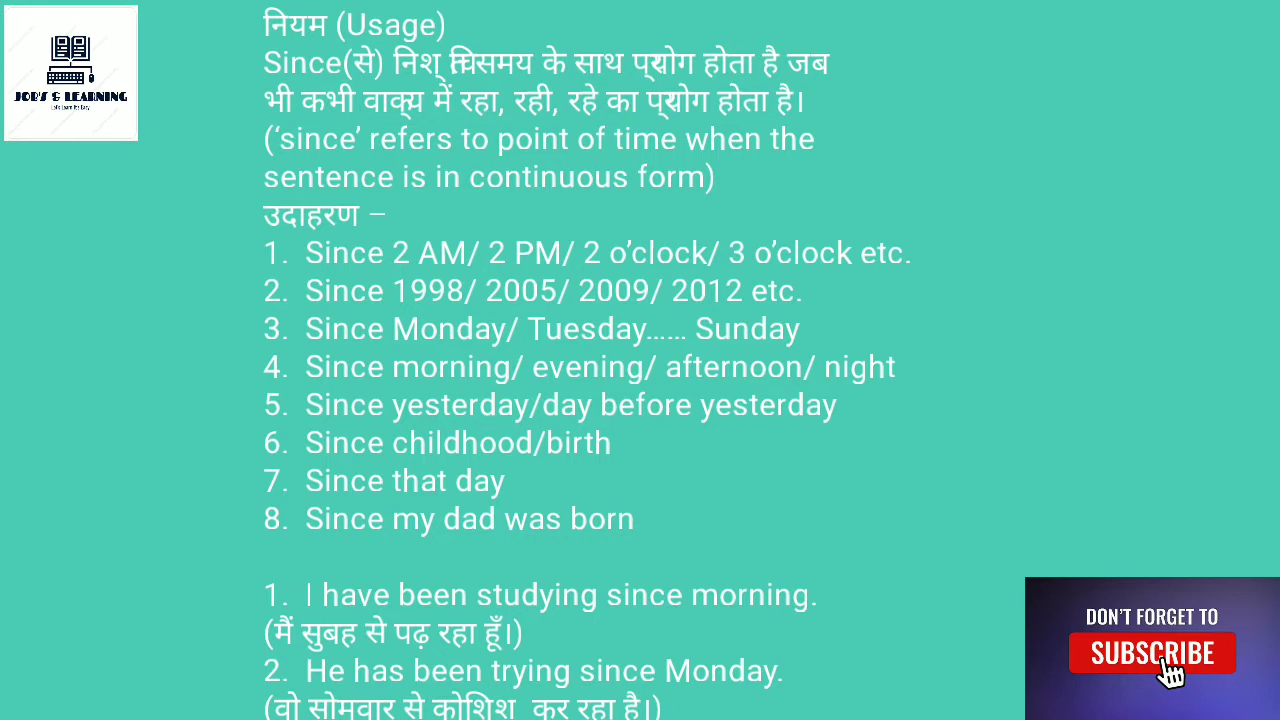 नियम (Usage)
Since(से) निश्चित समय के साथ प्रयोग होता है जब
भी कभी वाक्य में रहा, रही, रहे का प्रयोग होता है।
(‘since’ refers to point of time when the
sentence is in continuous form)
उदाहरण –
1. Since 2 AM/ 2 PM/ 2 o’clock/ 3 o’clock etc.
2. Since 1998/ 2005/ 2009/ 2012 etc.
3. Since Monday/ Tuesday…… Sunday
4. Since morning/ evening/ afternoon/ night
5. Since yesterday/day before yesterday
6. Since childhood/birth
7. Since that day
8. Since my dad was born
1. I have been studying since morning.
(मैं सुबह से पढ़ रहा हूँ।)
2. He has been trying since Monday.
(वो सोमवार से कोशिश कर रहा है।)
JOB'S & LEARNING
Let's Learn Its Easy
DON'T FORGET TO
SUBSCRIBE